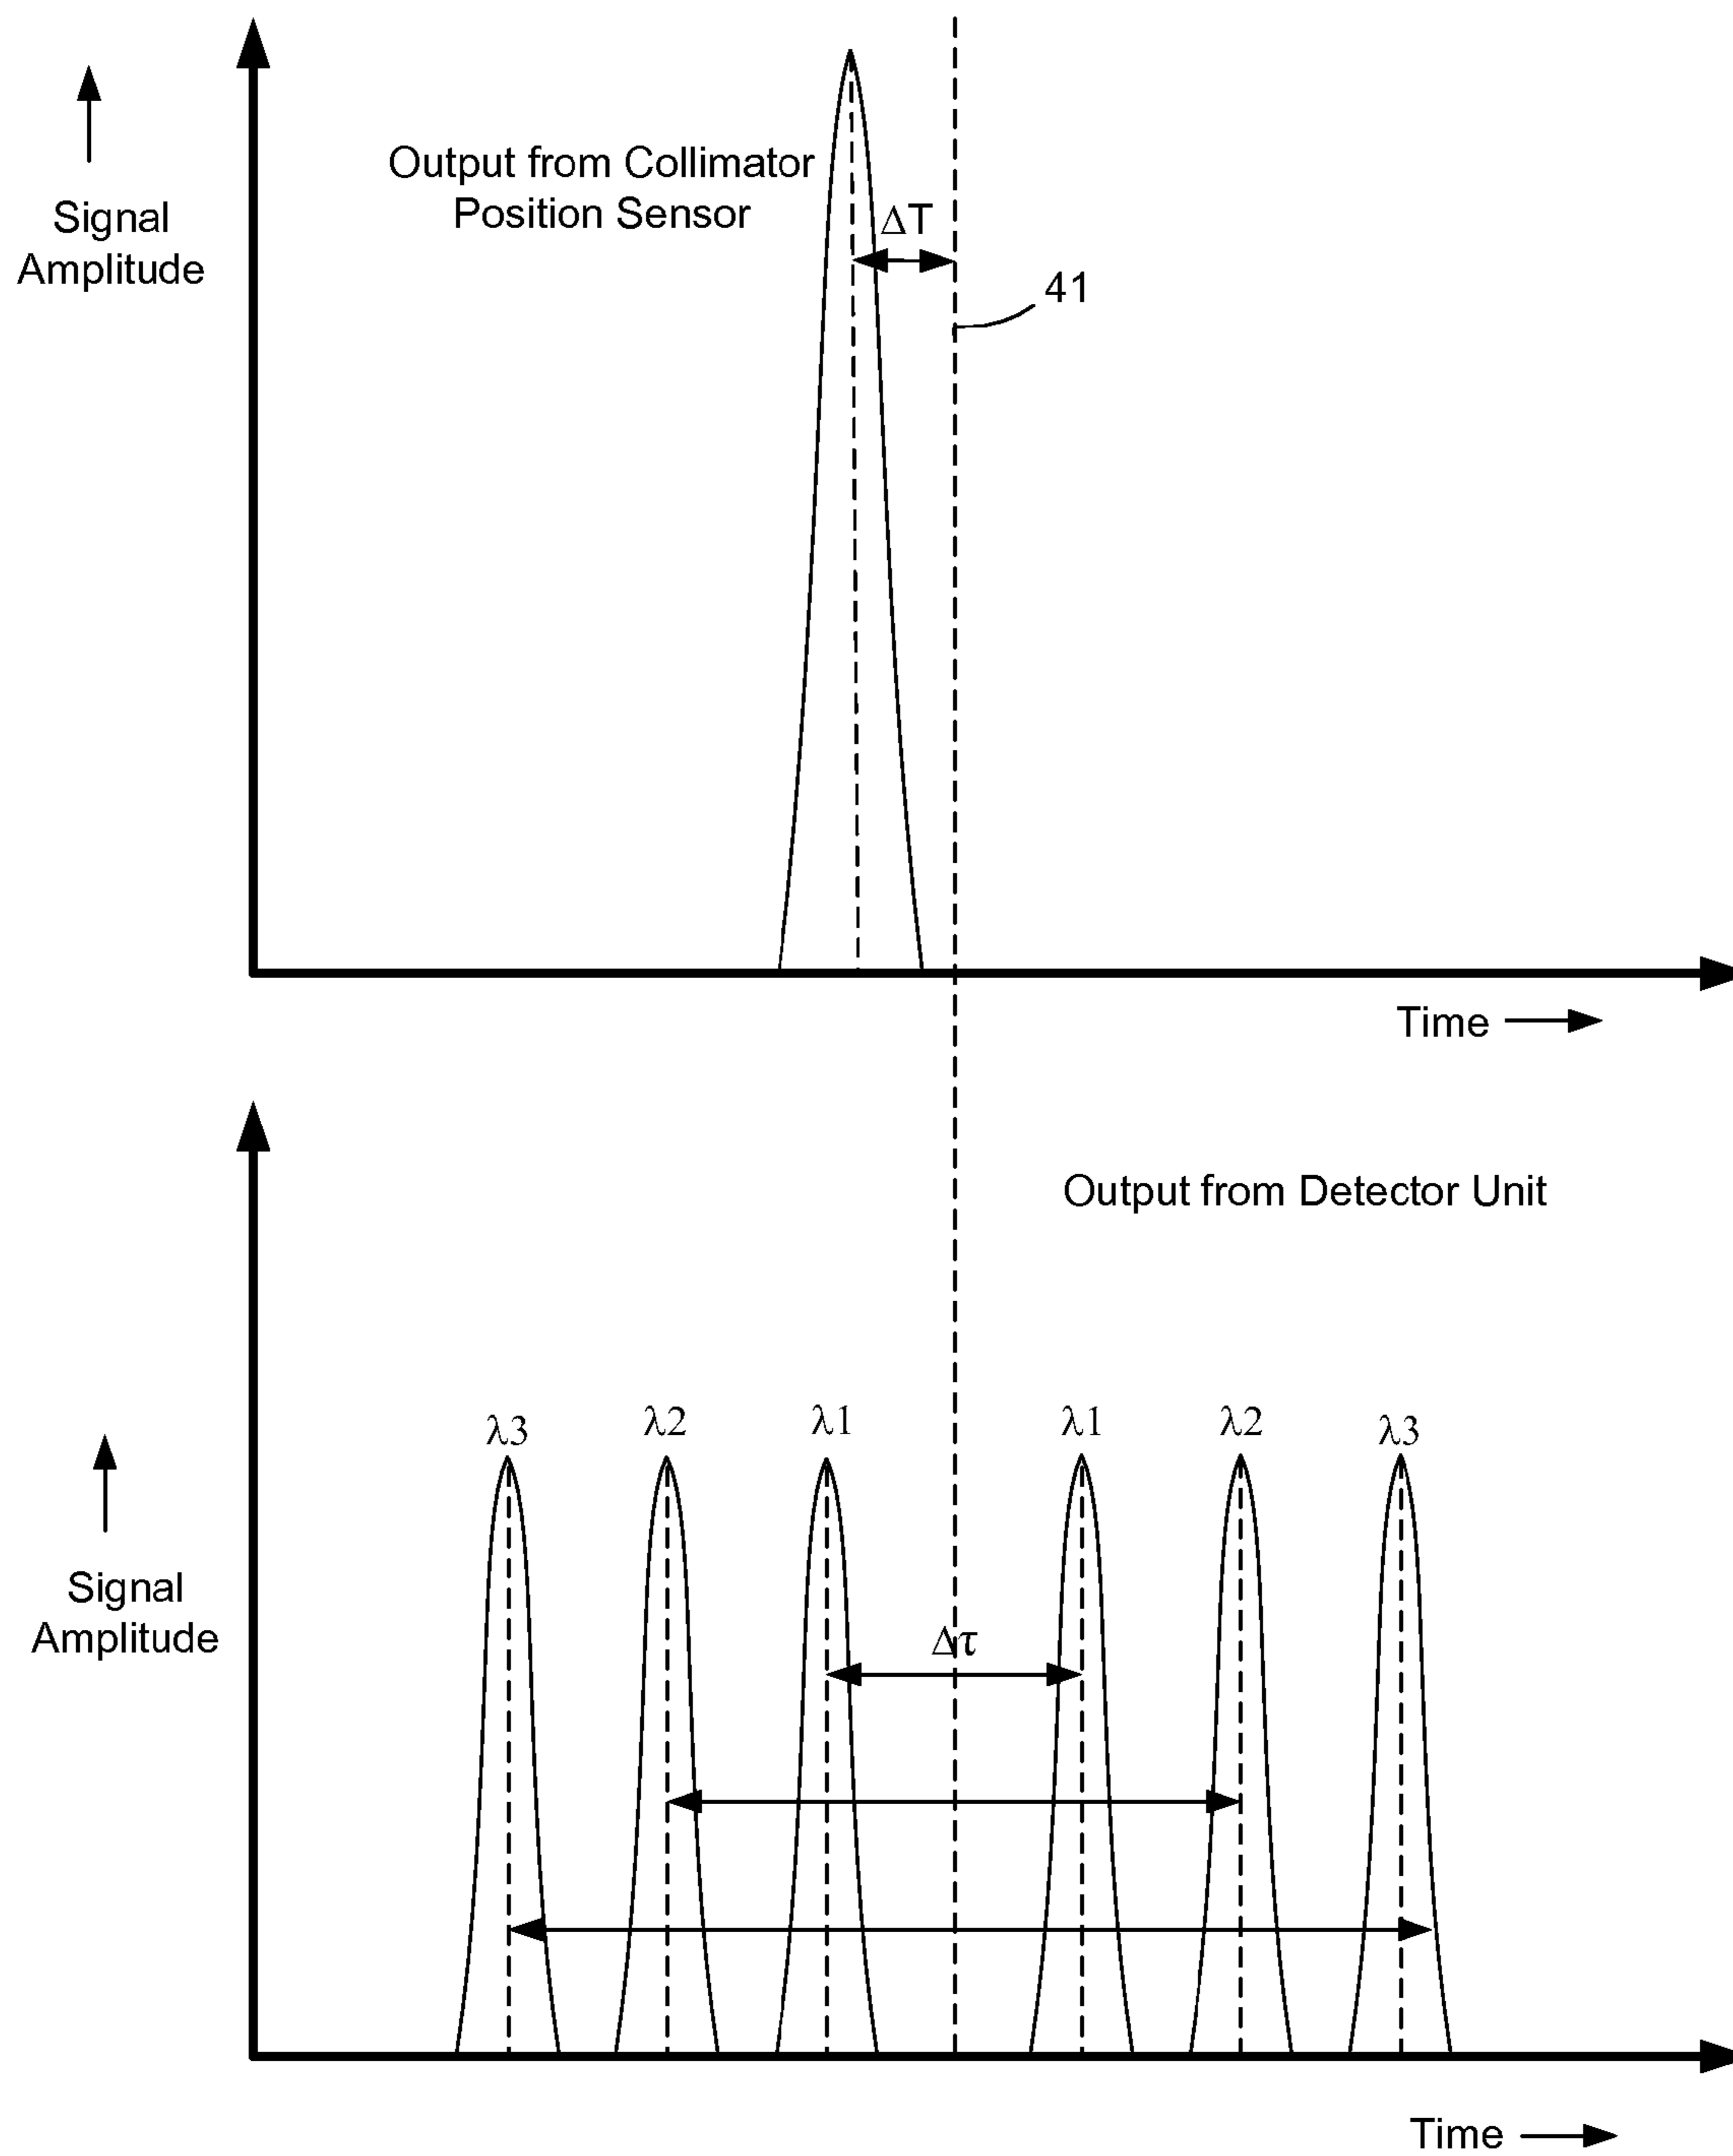 Output from Collimator
Position Sensor
Signal
Amplitude
ΔT
41
Time
Output from Detector Unit
λ3
λ2
λ1
λ1
λ2
λ3
Signal
Amplitude
Δτ
Time